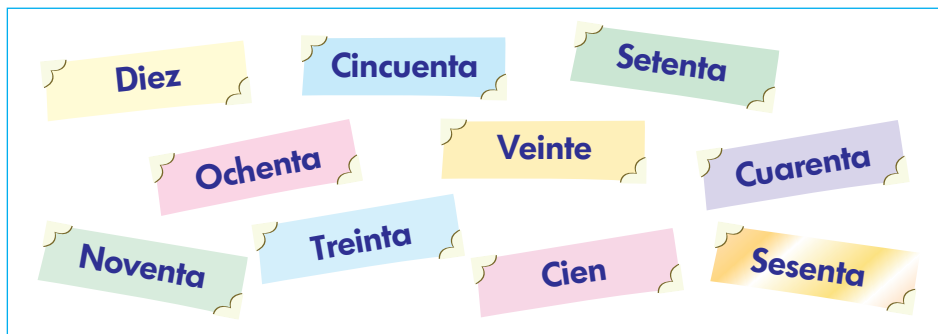 Diez
Cincuenta
Setenta
Ochenta
Veinte
Cuarenta
Noventa
Treinta
Cien
Sesenta